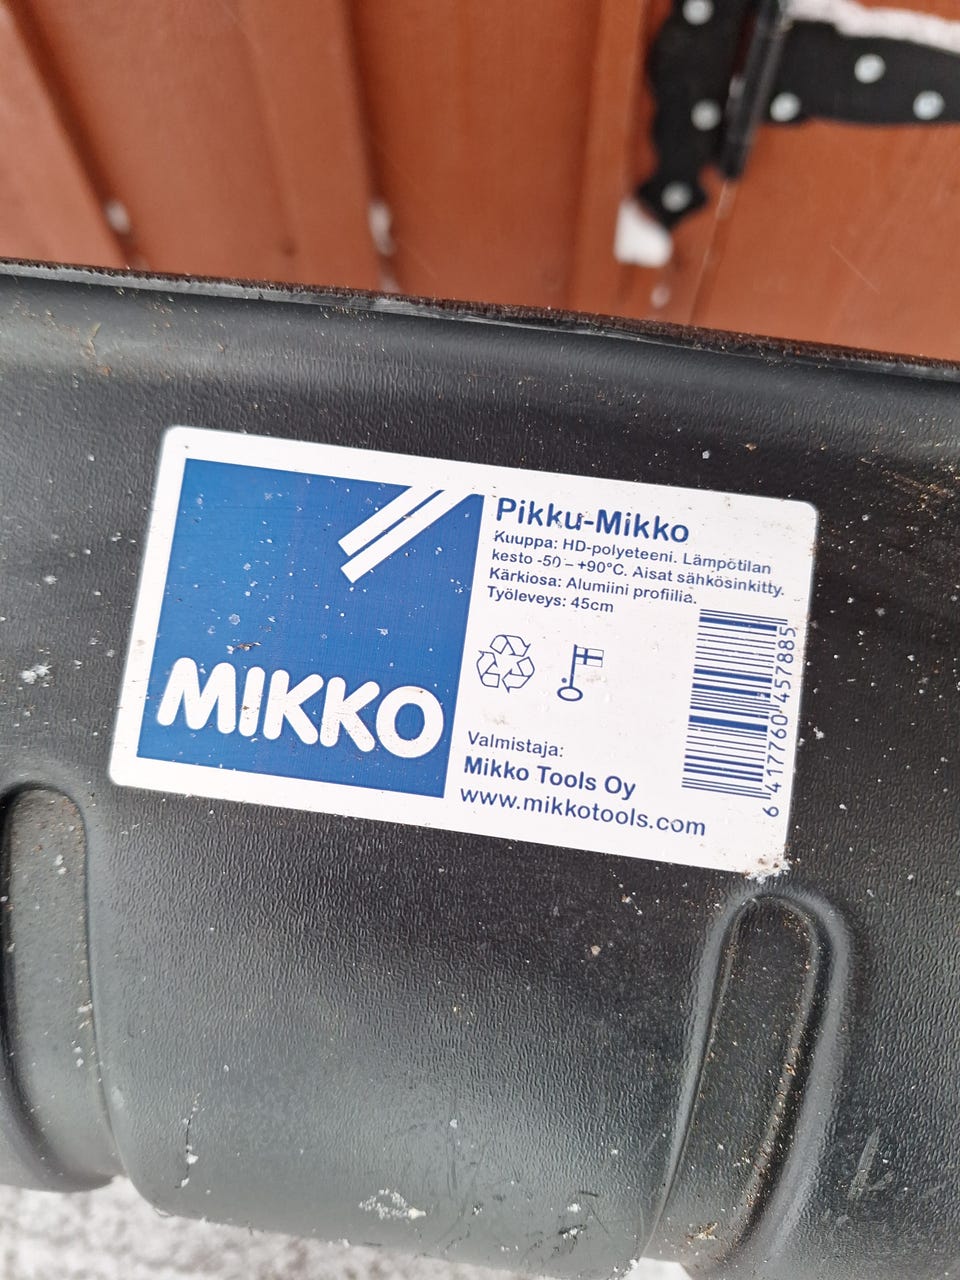 MIKKO
Pikku-Mikko
Kuuppa: HD-polyeteeni. Lämpötilan
kesto -50 – +90°C. Aisat sähkösinkitty.
Kärkiosa: Alumiini profiilia.
Työleveys: 45cm
Valmistaja:
Mikko Tools Oy
www.mikkotools.com
6 417760 457885